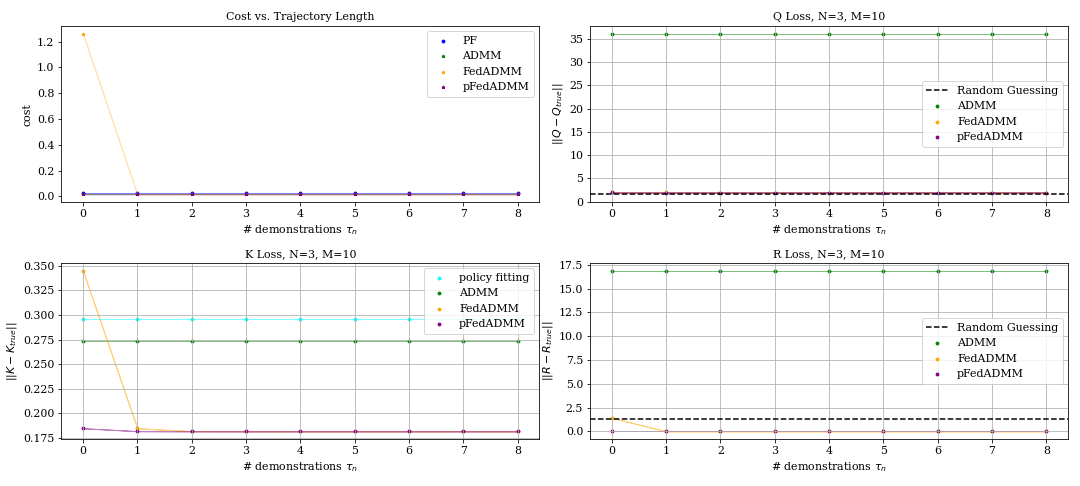 Cost vs. Trajectory Length
cost
1.2
1.0
0.8
0.6
0.4
0.2
0.0
PF
ADMM
FedADMM
pFedADMM
0 1 2 3 4 5 6 7 8
# demonstrations τn
Q Loss, N=3, M=10
||Q − Qtrue||
35
30
25
20
15
10
5
0
Random Guessing
ADMM
FedADMM
pFedADMM
0 1 2 3 4 5 6 7 8
# demonstrations τn
K Loss, N=3, M=10
||K − Ktrue||
0.350
0.325
0.300
0.275
0.250
0.225
0.200
0.175
policy fitting
ADMM
FedADMM
pFedADMM
0 1 2 3 4 5 6 7 8
# demonstrations τn
R Loss, N=3, M=10
||R − Rtrue||
17.5
15.0
12.5
10.0
7.5
5.0
2.5
0.0
Random Guessing
ADMM
FedADMM
pFedADMM
0 1 2 3 4 5 6 7 8
# demonstrations τn